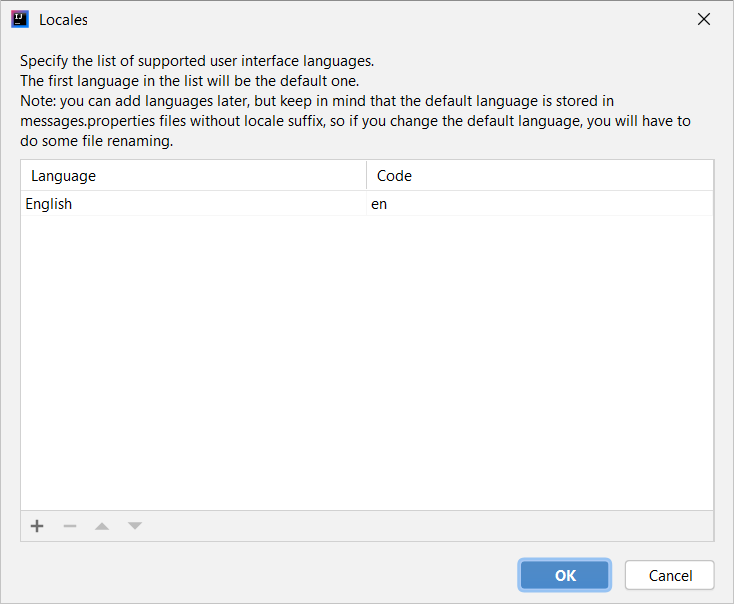 Locales
Specify the list of supported user interface languages.
The first language in the list will be the default one.
Note: you can add languages later, but keep in mind that the default language is stored in
messages.properties files without locale suffix, so if you change the default language, you will have to
do some file renaming.
Language Code
English en
OK Cancel